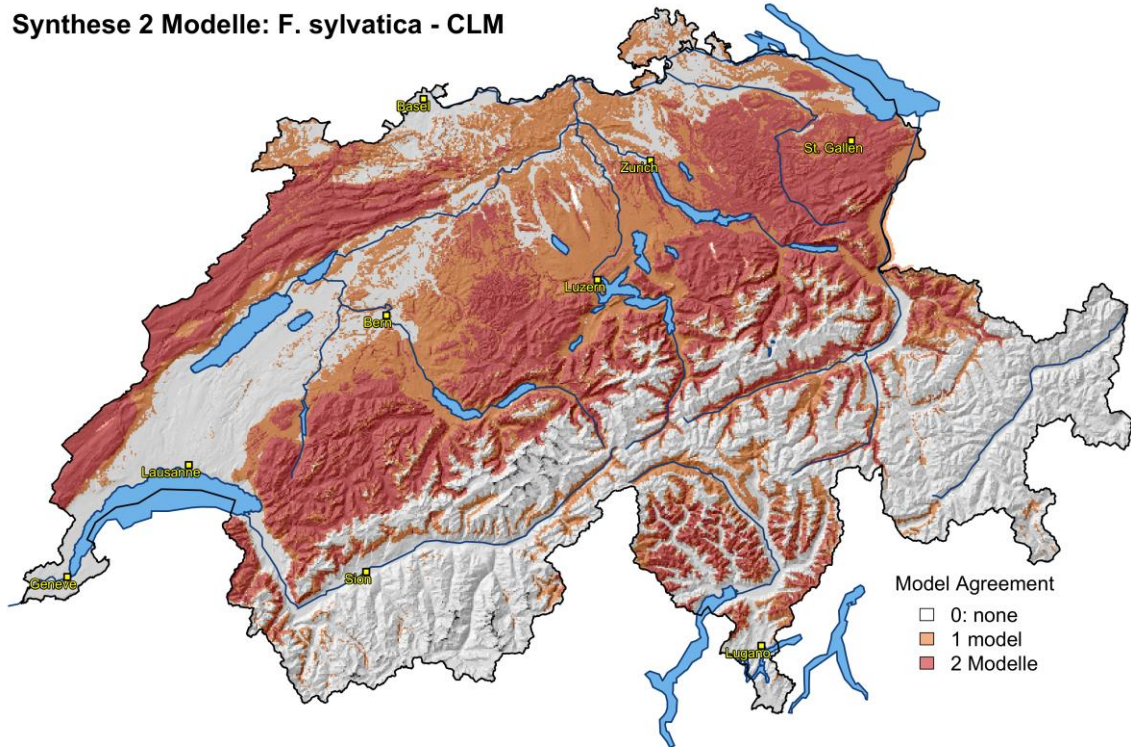 Synthese 2 Modelle: F. sylvatica - CLM
Basel
St. Gallen
Zurich
Luzern
Bern
Lausanne
Geneve
Sion
Lugano
Model Agreement
0: none
1 model
2 Modelle